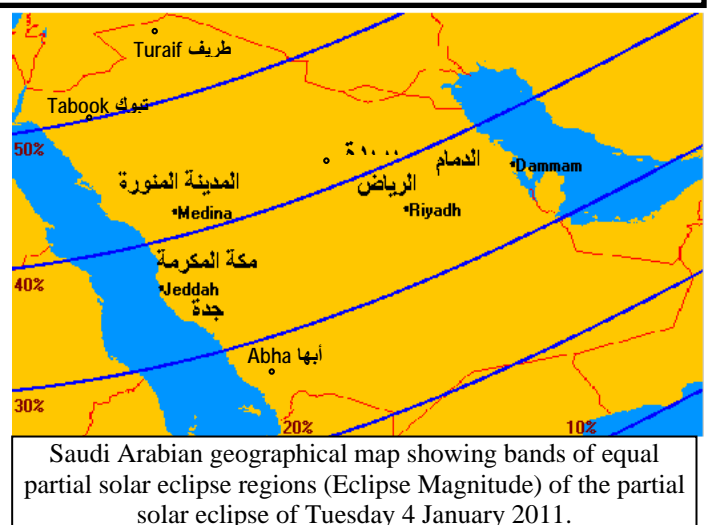 Turaif طريف
Tabook تبوك
50%
الدمام
Dammam
المدينة المنورة
الرياض
Medina
Riyadh
مكة المكرمة
40%
Jeddah
جدة
Abha أبها
30%
20%
10%
Saudi Arabian geographical map showing bands of equal
partial solar eclipse regions (Eclipse Magnitude) of the partial
solar eclipse of Tuesday 4 January 2011.